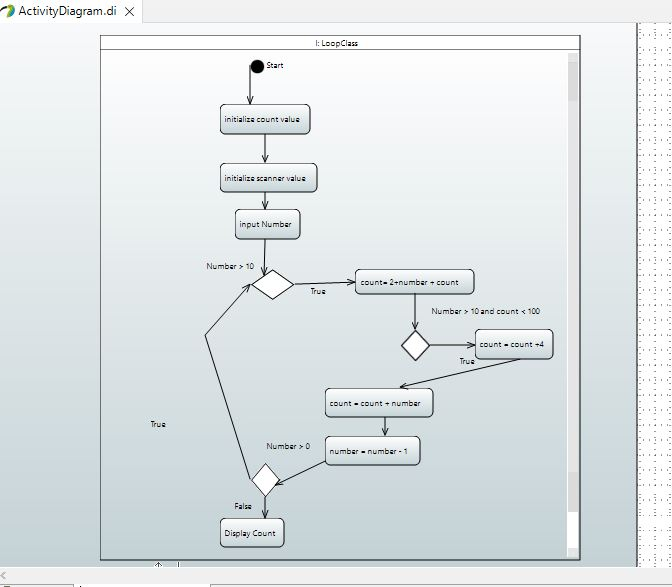 ActivityDiagram.di
l: LoopClass
Start
initialize count value
initialize scanner value
input Number
Number > 10
True
count= 2+number + count
Number > 10 and count < 100
count = count +4
True
count = count + number
True
Number > 0
number = number - 1
False
Display Count